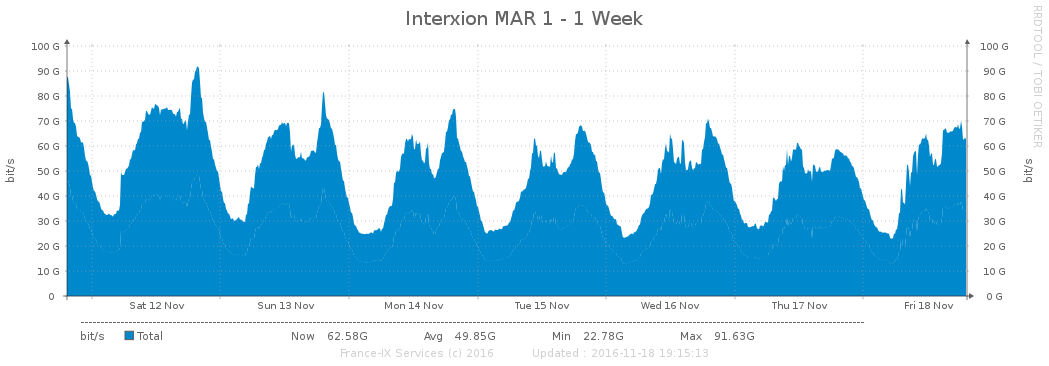 Interxion MAR 1 - 1 Week
RRDTOOL / TOBI OETIKER
bit/s
100 G
90 G
80 G
70 G
60 G
50 G
40 G
30 G
20 G
10 G
0
100 G
90 G
80 G
70 G
60 G
50 G
40 G
30 G
20 G
10 G
0 G
bit/s
Sat 12 Nov Sun 13 Nov Mon 14 Nov Tue 15 Nov Wed 16 Nov Thu 17 Nov Fri 18 Nov
bit/s Total Now 62.58G Avg 49.85G Min 22.78G Max 91.63G
France-IX Services (c) 2016 Updated : 2016-11-18 19:15:13